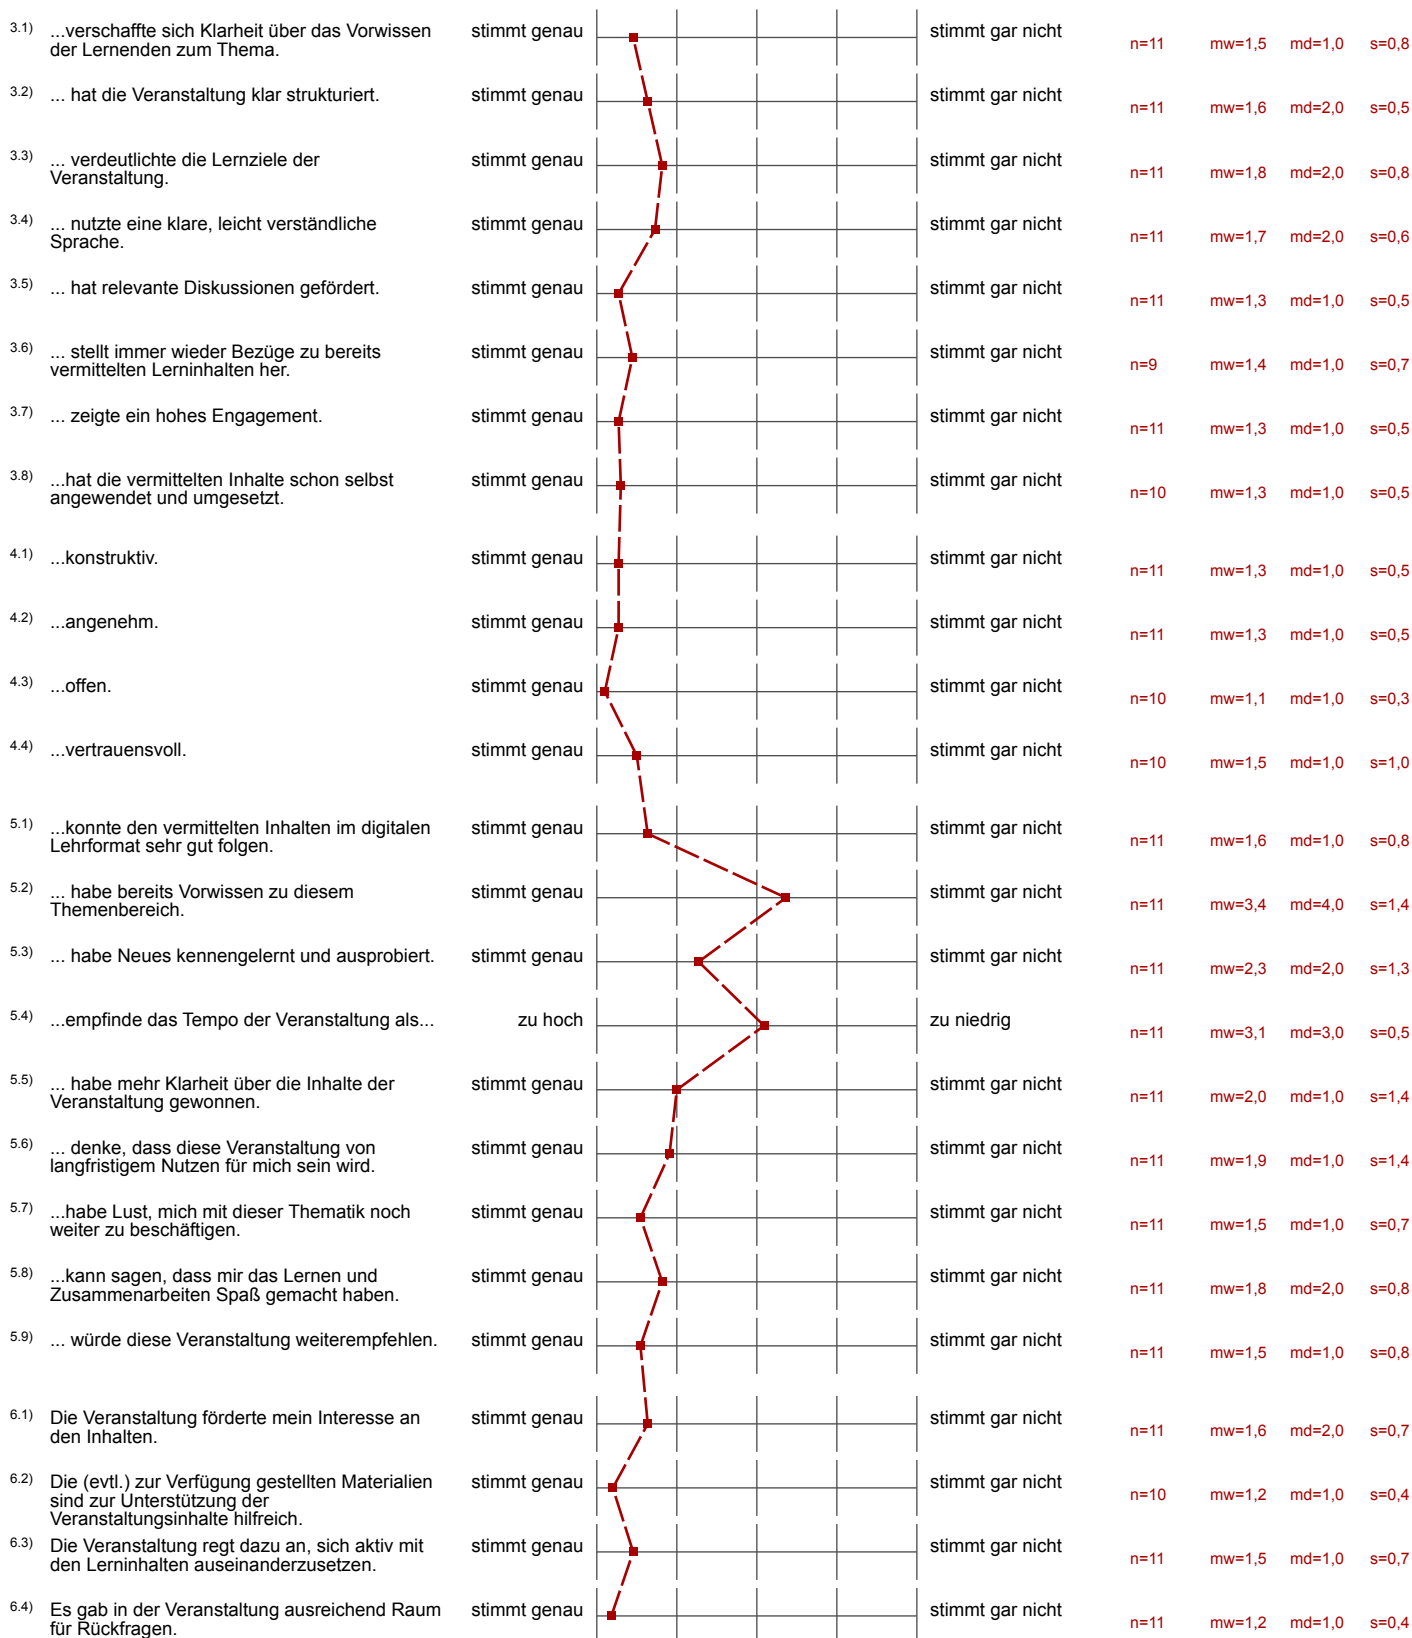 3.1) ...verschaffte sich Klarheit über das Vorwissen der Lernenden zum Thema. stimmt genau stimmt gar nicht n=11 mw=1,5 md=1,0 s=0,8
3.2) ... hat die Veranstaltung klar strukturiert. stimmt genau stimmt gar nicht n=11 mw=1,6 md=2,0 s=0,5
3.3) ... verdeutlichte die Lernziele der Veranstaltung. stimmt genau stimmt gar nicht n=11 mw=1,8 md=2,0 s=0,8
3.4) ... nutzte eine klare, leicht verständliche Sprache. stimmt genau stimmt gar nicht n=11 mw=1,7 md=2,0 s=0,6
3.5) ... hat relevante Diskussionen gefördert. stimmt genau stimmt gar nicht n=11 mw=1,3 md=1,0 s=0,5
3.6) ... stellt immer wieder Bezüge zu bereits vermittelten Lerninhalten her. stimmt genau stimmt gar nicht n=9 mw=1,4 md=1,0 s=0,7
3.7) ... zeigte ein hohes Engagement. stimmt genau stimmt gar nicht n=11 mw=1,3 md=1,0 s=0,5
3.8) ...hat die vermittelten Inhalte schon selbst angewendet und umgesetzt. stimmt genau stimmt gar nicht n=10 mw=1,3 md=1,0 s=0,5
4.1) ...konstruktiv. stimmt genau stimmt gar nicht n=11 mw=1,3 md=1,0 s=0,5
4.2) ...angenehm. stimmt genau stimmt gar nicht n=11 mw=1,3 md=1,0 s=0,5
4.3) ...offen. stimmt genau stimmt gar nicht n=10 mw=1,1 md=1,0 s=0,3
4.4) ...vertrauensvoll. stimmt genau stimmt gar nicht n=10 mw=1,5 md=1,0 s=1,0
5.1) ...konnte den vermittelten Inhalten im digitalen Lehrformat sehr gut folgen. stimmt genau stimmt gar nicht n=11 mw=1,6 md=1,0 s=0,8
5.2) ... habe bereits Vorwissen zu diesem Themenbereich. stimmt genau stimmt gar nicht n=11 mw=3,4 md=4,0 s=1,4
5.3) ... habe Neues kennengelernt und ausprobiert. stimmt genau stimmt gar nicht n=11 mw=2,3 md=2,0 s=1,3
5.4) ...empfinde das Tempo der Veranstaltung als... zu hoch zu niedrig n=11 mw=3,1 md=3,0 s=0,5
5.5) ... habe mehr Klarheit über die Inhalte der Veranstaltung gewonnen. stimmt genau stimmt gar nicht n=11 mw=2,0 md=1,0 s=1,4
5.6) ... denke, dass diese Veranstaltung von langfristigem Nutzen für mich sein wird. stimmt genau stimmt gar nicht n=11 mw=1,9 md=1,0 s=1,4
5.7) ...habe Lust, mich mit dieser Thematik noch weiter zu beschäftigen. stimmt genau stimmt gar nicht n=11 mw=1,5 md=1,0 s=0,7
5.8) ...kann sagen, dass mir das Lernen und Zusammenarbeiten Spaß gemacht haben. stimmt genau stimmt gar nicht n=11 mw=1,8 md=2,0 s=0,8
5.9) ... würde diese Veranstaltung weiterempfehlen. stimmt genau stimmt gar nicht n=11 mw=1,5 md=1,0 s=0,8
6.1) Die Veranstaltung förderte mein Interesse an den Inhalten. stimmt genau stimmt gar nicht n=11 mw=1,6 md=2,0 s=0,7
6.2) Die (evtl.) zur Verfügung gestellten Materialien sind zur Unterstützung der Veranstaltungsinhalte hilfreich. stimmt genau stimmt gar nicht n=10 mw=1,2 md=1,0 s=0,4
6.3) Die Veranstaltung regt dazu an, sich aktiv mit den Lerninhalten auseinanderzusetzen. stimmt genau stimmt gar nicht n=11 mw=1,5 md=1,0 s=0,7
6.4) Es gab in der Veranstaltung ausreichend Raum für Rückfragen. stimmt genau stimmt gar nicht n=11 mw=1,2 md=1,0 s=0,4